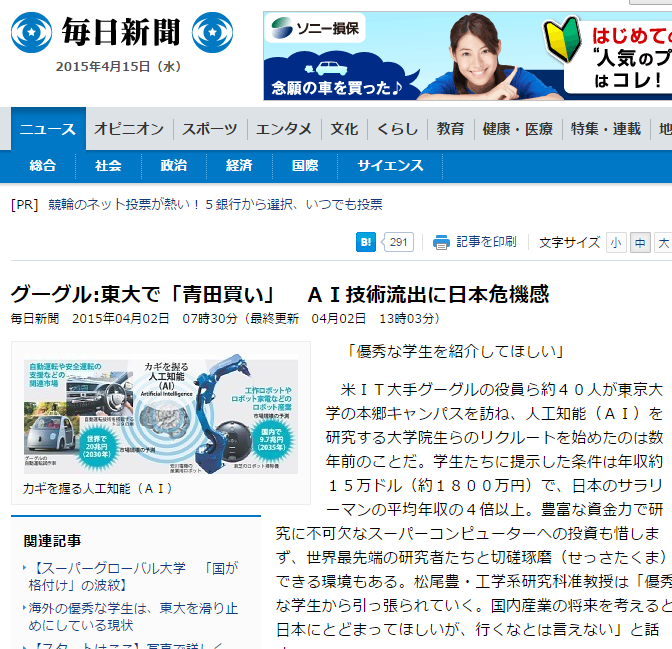 毎日新聞
2015年4月15日（水）
ソニー損保
念願の車を買った♪
はじめての
“人気のプ
はコレ！
ニュース オピニオン スポーツ エンタメ 文化 くらし 教育 健康・医療 特集・連載 地
総合 社会 政治 経済 国際 サイエンス
[PR] 競輪のネット投票が熱い！５銀行から選択、いつでも投票
B! 291 記事を印刷 文字サイズ 小 中 大
グーグル:東大で「青田買い」　ＡＩ技術流出に日本危機感
毎日新聞　2015年04月02日　07時30分（最終更新　04月02日　13時03分）
自動運転や安全運転の
支援などの
関連市場
カギを握る
人工知能
（AI）
Artificial Intelligence
工作ロボットや
ロボット家電などの
ロボット産業
市場規模の予測
世界で
20兆円
（2030年）
市場規模の予測
国内で
9.7兆円
（2035年）
グーグルの
自動運転試作車
カギを握る人工知能（ＡＩ）
「優秀な学生を紹介してほしい」
米ＩＴ大手グーグルの役員ら約４０人が東京大
学の本郷キャンパスを訪ね、人工知能（ＡＩ）を
研究する大学院生らのリクルートを始めたのは数
年前のことだ。学生たちに提示した条件は年収約
１５万ドル（約１８００万円）で、日本のサラリ
ーマンの平均年収の４倍以上。豊富な資金力で研
究に不可欠なスーパーコンピューターへの投資も惜しま
ず、世界最先端の研究者たちと切磋琢磨（せっさたくま）
できる環境もある。松尾豊・工学系研究科准教授は「優秀
な学生から引っ張られていく。国内産業の将来を考えると
日本にとどまってほしいが、行くなとは言えない」と話
関連記事
【スーパーグローバル大学　「国が
格付け」の波紋】
海外の優秀な学生は、東大を滑り止
めにしている現状